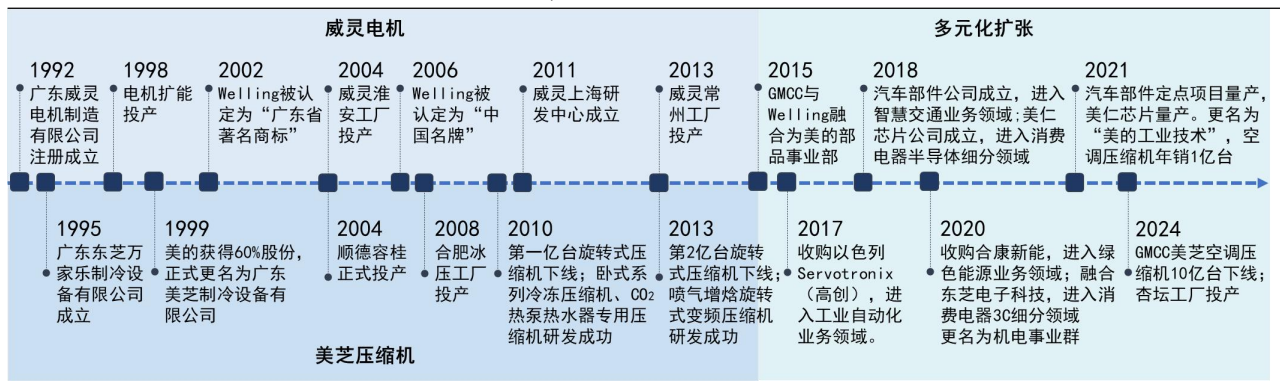 威灵电机
多元化扩张
1992
广东威灵
电机制造
有限公司
注册成立
1998
电机扩能
投产
2002
Welling被认
定为“广东省
著名商标”
2004
威灵淮
安工厂
投产
2006
Welling被
认定为“中
国名牌”
2011
威灵上海研
发中心成立
2013
威灵常
州工厂
投产
2015
GMCC与
Welling融
合为美的部
品事业部
2018
汽车部件公司成立，进入
智慧交通业务领域;美仁
芯片公司成立，进入消费
电器半导体细分领域
2021
汽车部件定点项目量产，
美仁芯片量产。更名为
“美的工业技术”，空
调压缩机年销1亿台
1995
广东东芝万
家乐制冷设
备有限公司
成立
1999
美的获得60%股份，
正式更名为广东
美芝制冷设备有
限公司
2004
顺德容桂
正式投产
2008
合肥冰
压工厂
投产
2010
第一亿台旋转式压
缩机下线；卧式系
列冷冻压缩机、CO₂
热泵热水器专用压
缩机研发成功
2013
第2亿台旋转
式压缩机下线；
喷气增焓旋转
式变频压缩机
研发成功
2017
收购以色列
Servotronix
（高创），进
入工业自动化
业务领域。
2020
收购合康新能，进入绿
色能源业务领域；融合
东芝电子科技，进入消
费电器3C细分领域
更名为机电事业群
2024
GMCC美芝空调压
缩机10亿台下线；
杏坛工厂投产
美芝压缩机